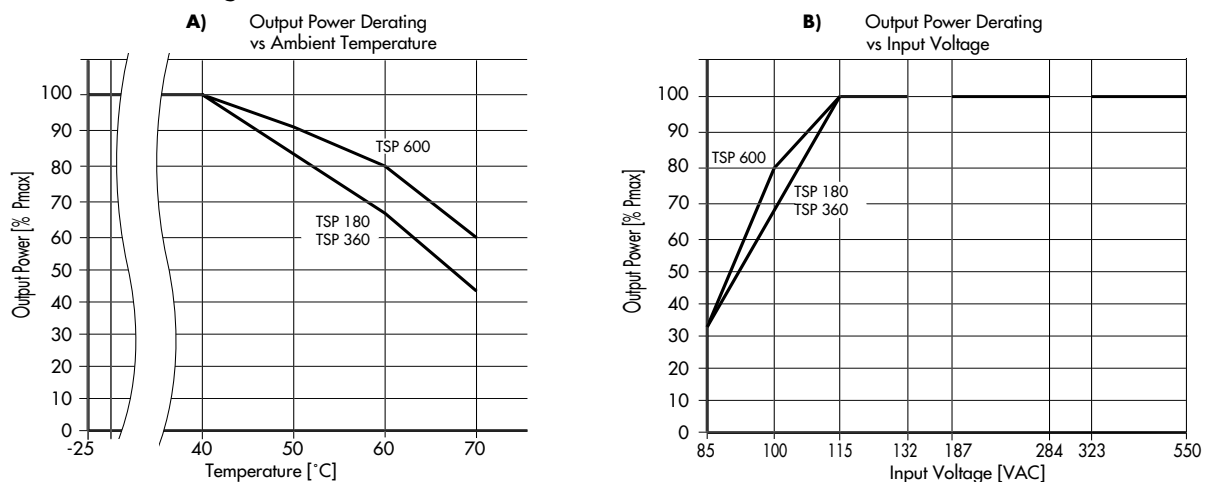 A) Output Power Derating
vs Ambient Temperature
Output Power [% Pmax]
100
90
80
70
60
50
40
30
20
10
0
TSP 600
TSP 180
TSP 360
-25 40 50 60 70
Temperature [˚C]
B) Output Power Derating
vs Input Voltage
Output Power [% Pmax]
100
90
80
70
60
50
40
30
20
10
0
TSP 600
TSP 180
TSP 360
85 100 115 132 187 284 323 550
Input Voltage [VAC]